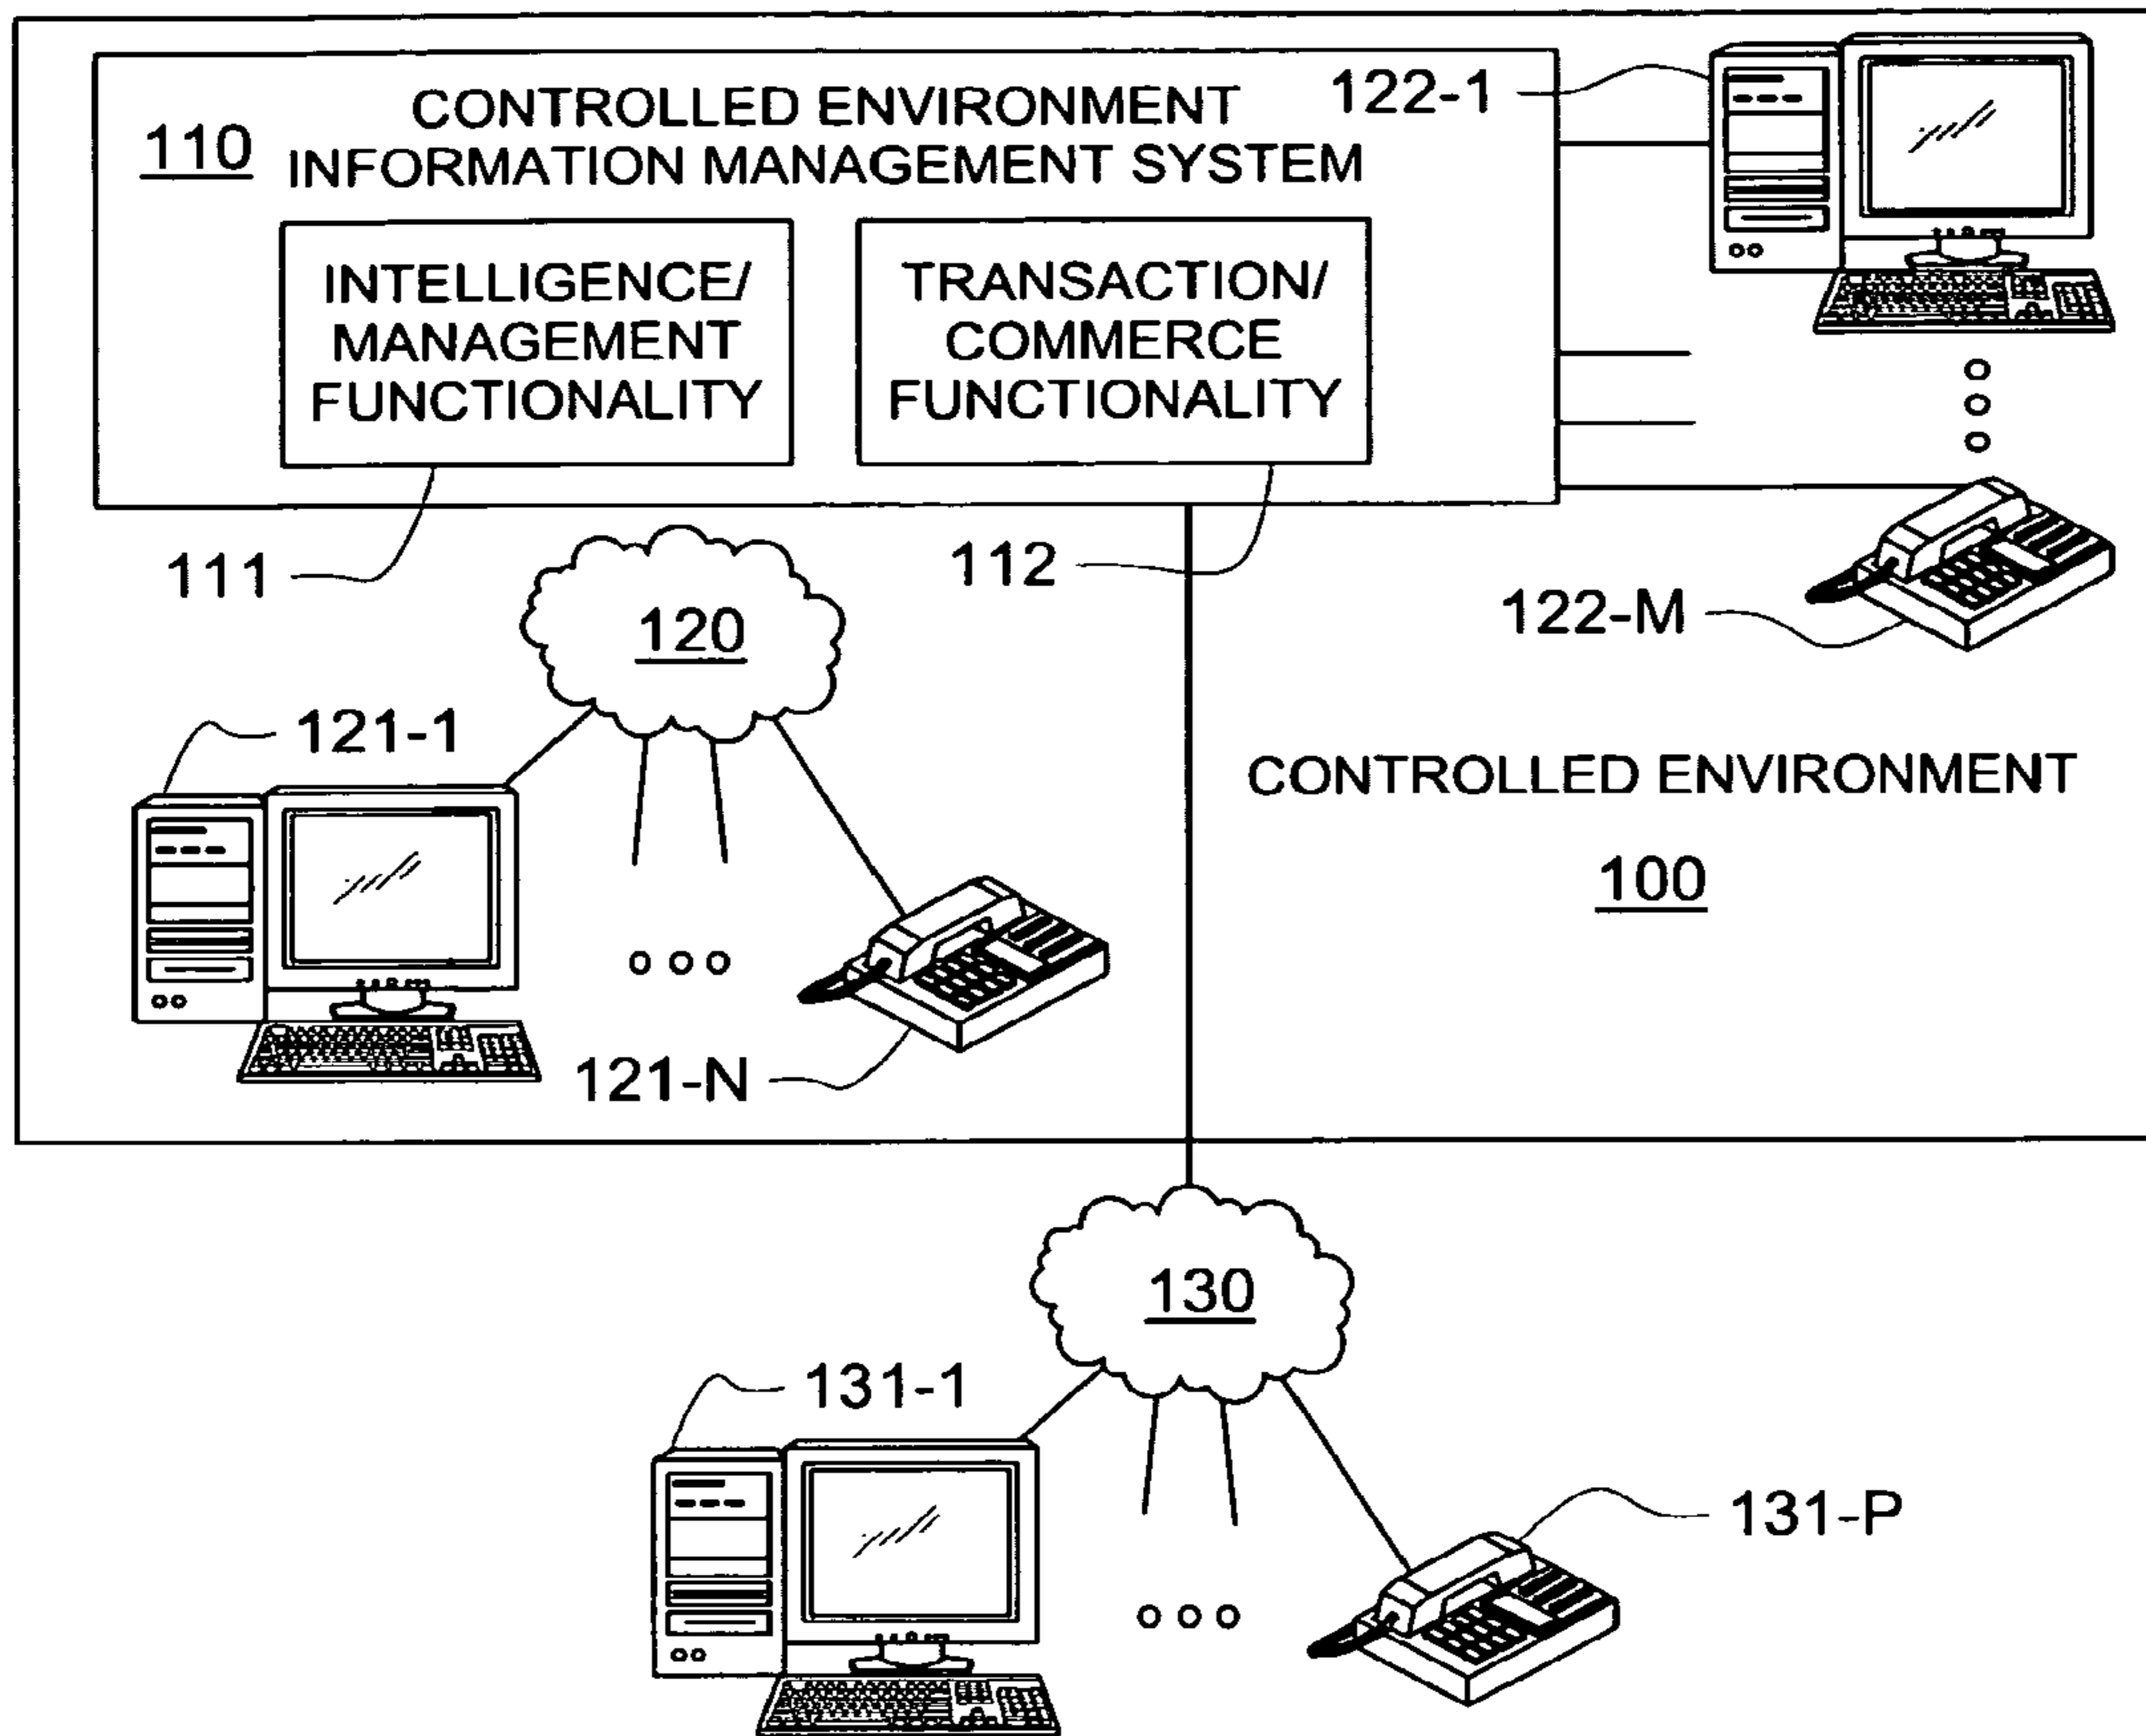 CONTROLLED ENVIRONMENT
INFORMATION MANAGEMENT SYSTEM
110
122-1
INTELLIGENCE/
MANAGEMENT
FUNCTIONALITY
TRANSACTION/
COMMERCE
FUNCTIONALITY
111
112
122-M
120
121-1
CONTROLLED ENVIRONMENT
100
121-N
130
131-1
131-P